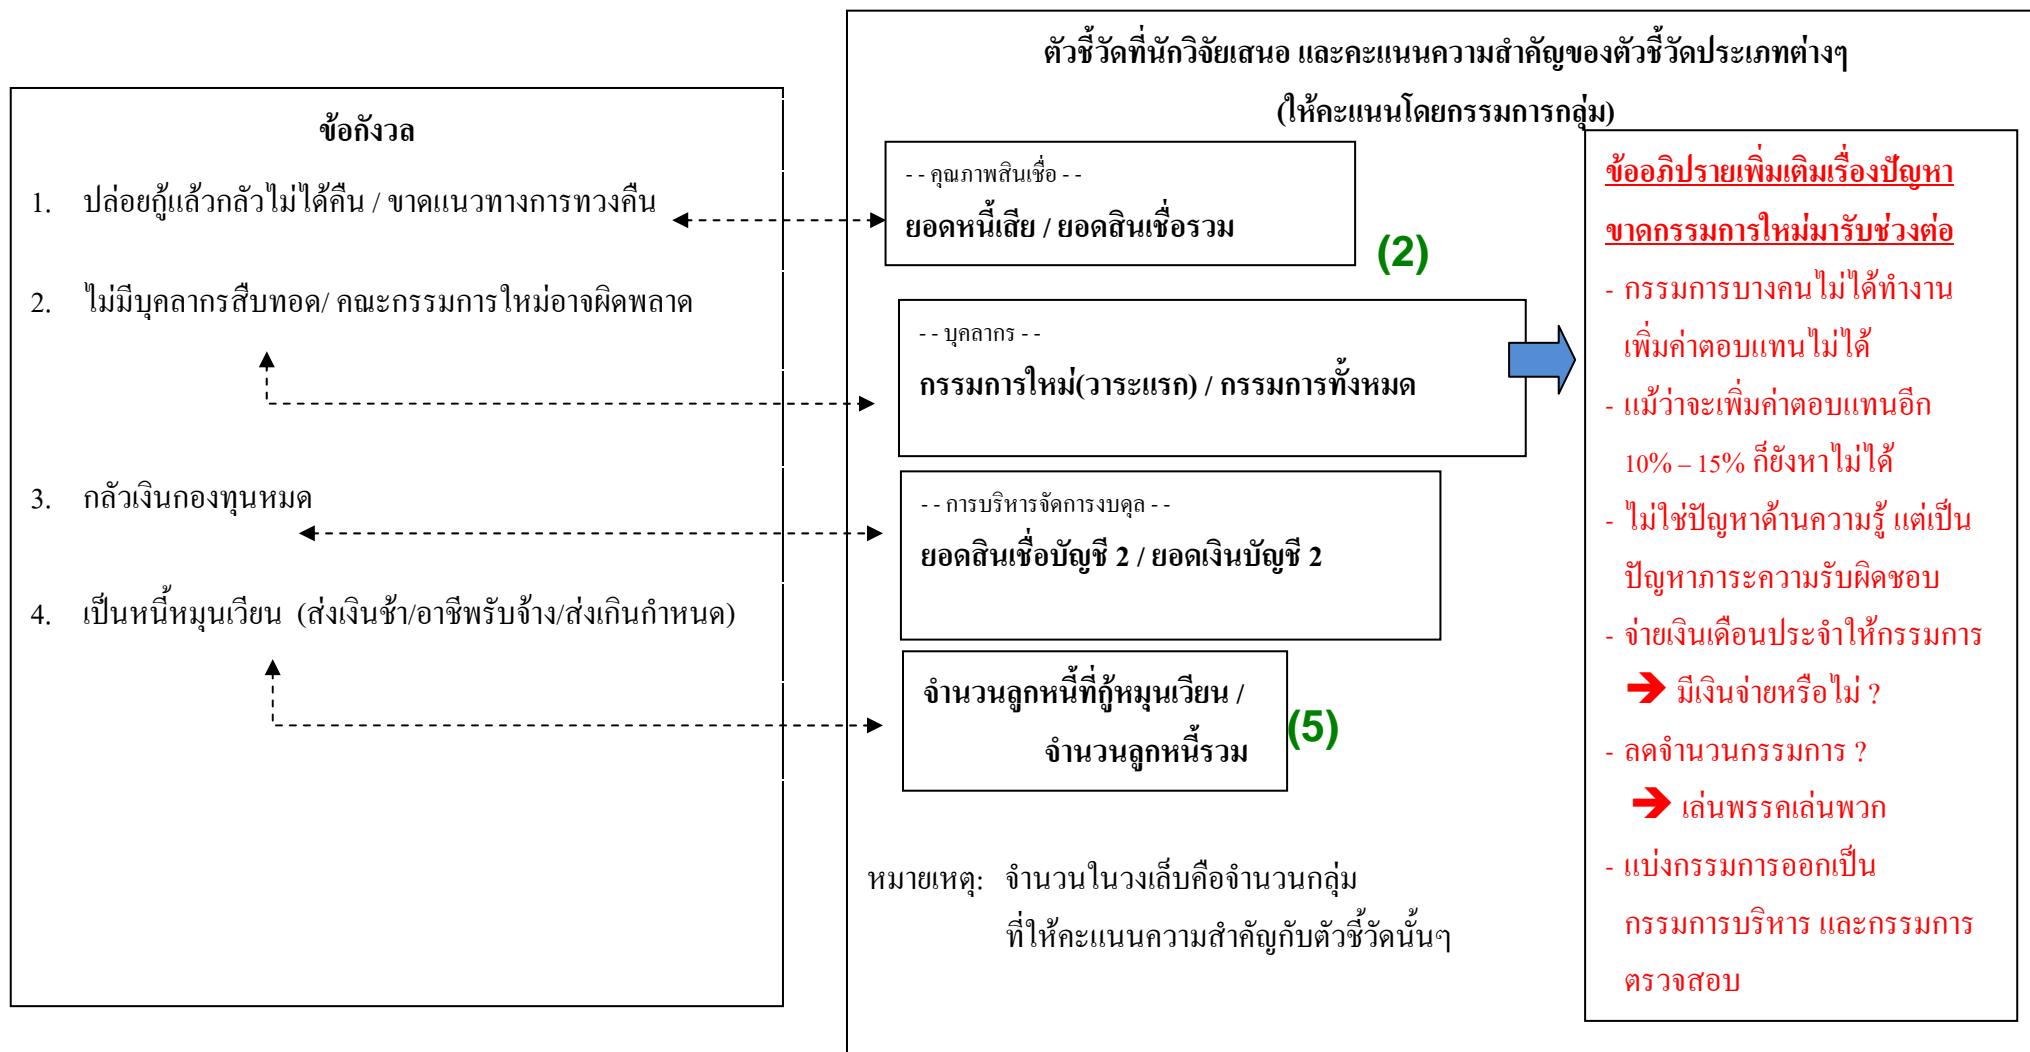 ข้อกังวล
1. ปล่อยกู้แล้วกลัวไม่ได้คืน / ขาดแนวทางการทวงคืน
2. ไม่มีบุคลากรสืบทอด/ คณะกรรมการใหม่อาจผิดพลาด
3. กลัวเงินกองทุนหมด
4. เป็นหนี้หมุนเวียน (ส่งเงินช้า/อาชีพรับจ้าง/ส่งเกินกำหนด)
ตัวชี้วัดที่นักวิจัยเสนอ และคะแนนความสำคัญของตัวชี้วัดประเภทต่างๆ
(ให้คะแนนโดยกรรมการกลุ่ม)
- - คุณภาพสินเชื่อ - -
ยอดหนี้เสีย / ยอดสินเชื่อรวม
(2)
- - บุคลากร - -
กรรมการใหม่(วาระแรก) / กรรมการทั้งหมด
- - การบริหารจัดการงบดุล - -
ยอดสินเชื่อบัญชี 2 / ยอดเงินบัญชี 2
จำนวนลูกหนี้ที่กู้หมุนเวียน /
จำนวนลูกหนี้รวม
(5)
หมายเหตุ: จำนวนในวงเล็บคือจำนวนกลุ่ม
ที่ให้คะแนนความสำคัญกับตัวชี้วัดนั้นๆ
ข้ออภิปรายเพิ่มเติมเรื่องปัญหา
ขาดกรรมการใหม่มารับช่วงต่อ
- กรรมการบางคนไม่ได้ทำงาน
เพิ่มค่าตอบแทนไม่ได้
- แม้ว่าจะเพิ่มค่าตอบแทนอีก
10% – 15% ก็ยังหาไม่ได้
- ไม่ใช่ปัญหาด้านความรู้ แต่เป็น
ปัญหาภาระความรับผิดชอบ
- จ่ายเงินเดือนประจำให้กรรมการ
➔ มีเงินจ่ายหรือไม่ ?
- ลดจำนวนกรรมการ ?
➔ เล่นพรรคเล่นพวก
- แบ่งกรรมการออกเป็น
กรรมการบริหาร และกรรมการ
ตรวจสอบ